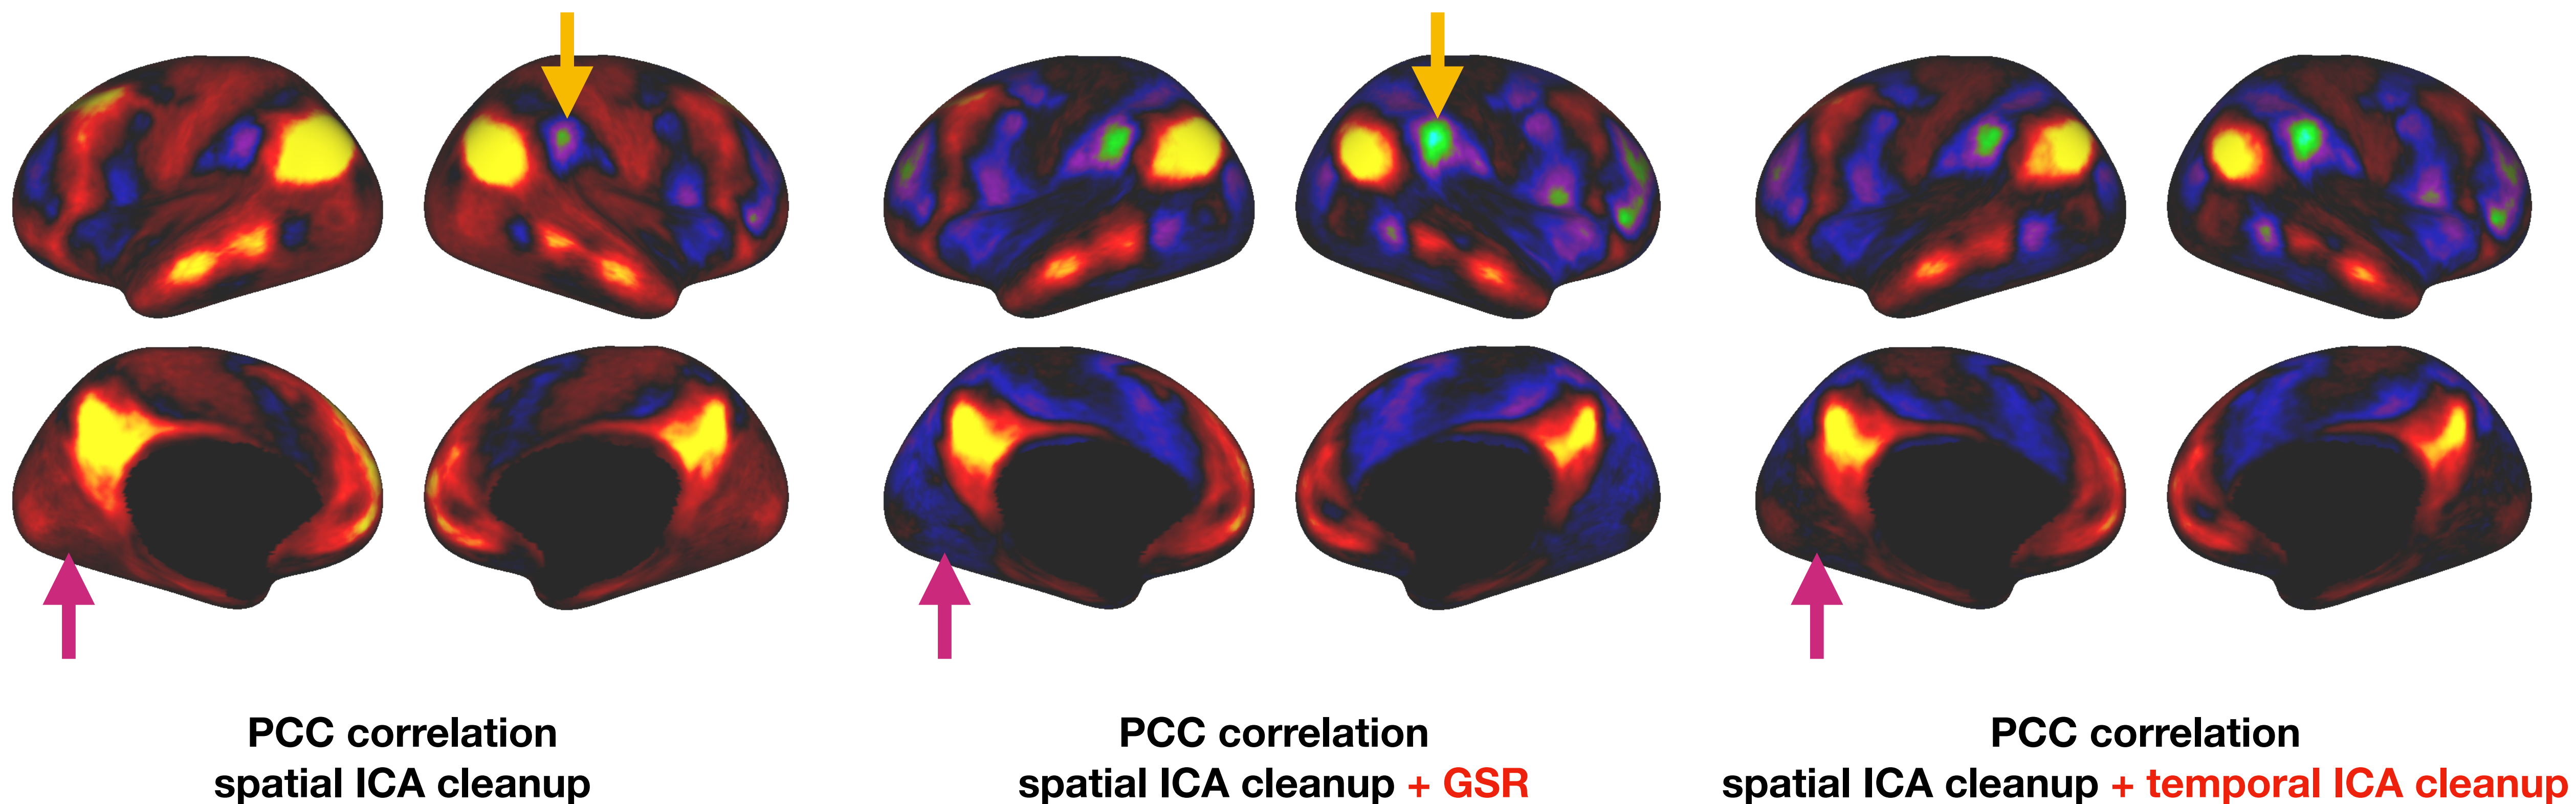 PCC correlation
spatial ICA cleanup
PCC correlation
spatial ICA cleanup + GSR
PCC correlation
spatial ICA cleanup + temporal ICA cleanup